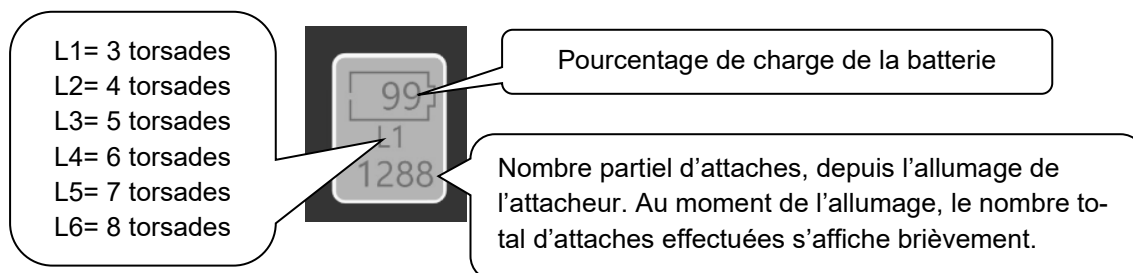 L1= 3 torsades
L2= 4 torsades
L3= 5 torsades
L4= 6 torsades
L5= 7 torsades
L6= 8 torsades
99
L1
1288
Pourcentage de charge de la batterie
Nombre partiel d’attaches, depuis l’allumage de
l’attacheur. Au moment de l’allumage, le nombre to-
tal d’attaches effectuées s’affiche brièvement.